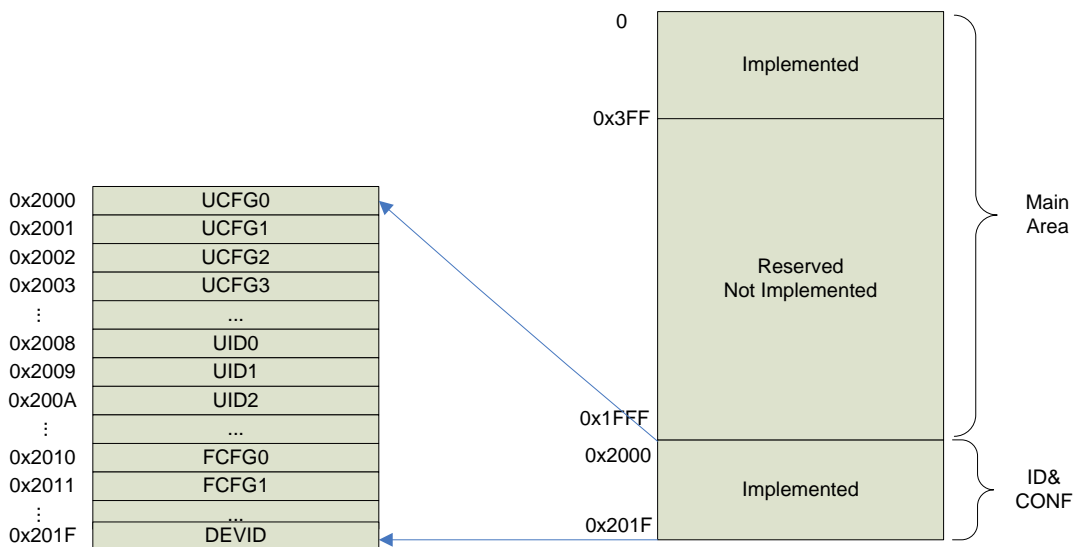 0x2000 UCFG0
0x2001 UCFG1
0x2002 UCFG2
0x2003 UCFG3
⋮ ...
0x2008 UID0
0x2009 UID1
0x200A UID2
⋮ ...
0x2010 FCFG0
0x2011 FCFG1
⋮ ...
0x201F DEVID
0
Implemented
0x3FF
Reserved
Not Implemented
0x1FFF
0x2000
Implemented
0x201F
Main
Area
ID&
CONF